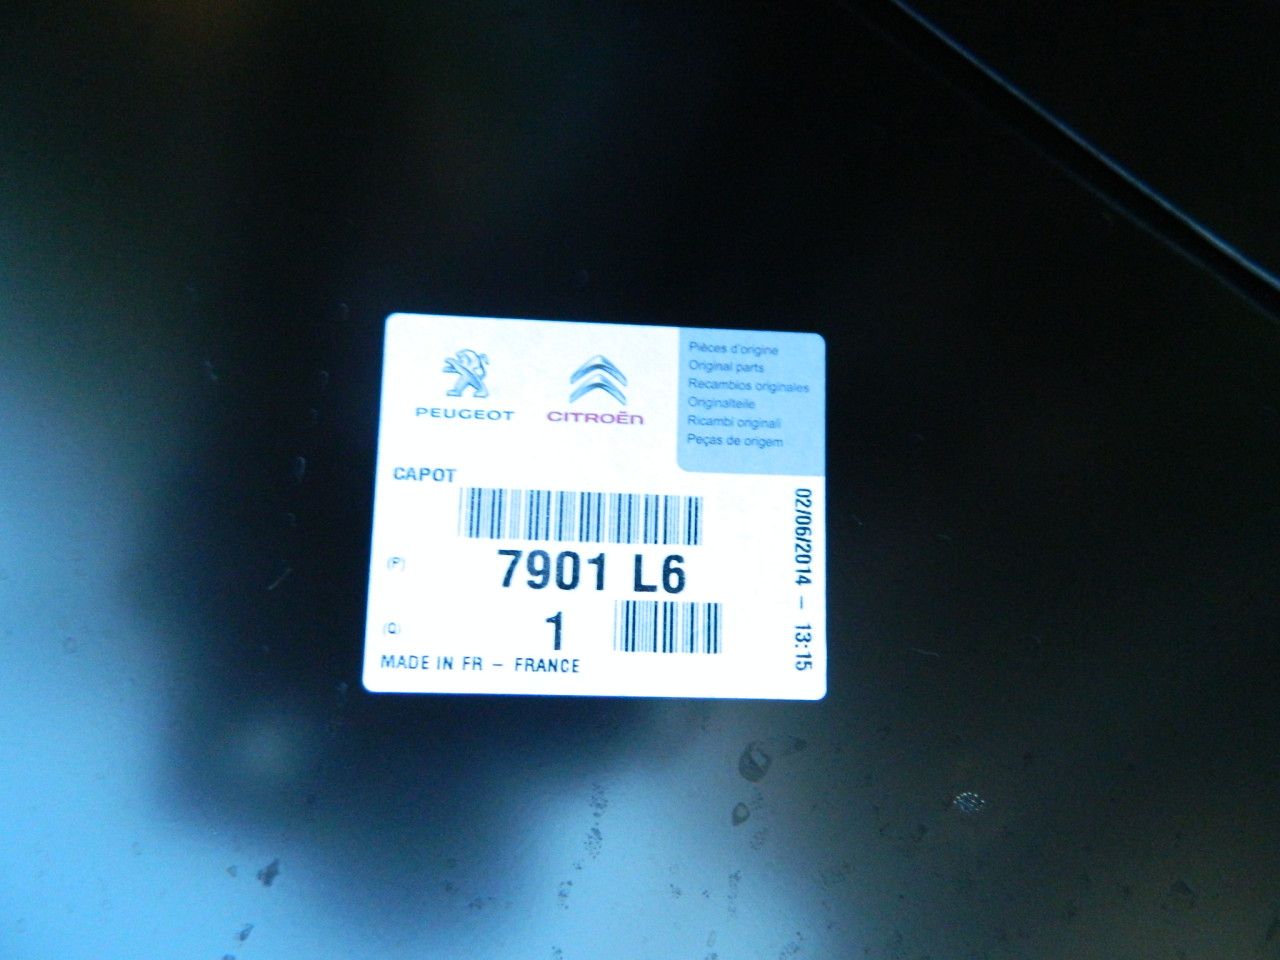 PEUGEOT
CITROËN
Pièces d'origine
Original parts
Recambios originales
Originalteile
Ricambi originali
Peças de origem
CAPOT
(P) 7901 L6
(Q) 1
MADE IN FR - FRANCE
02/06/2014 - 13:15